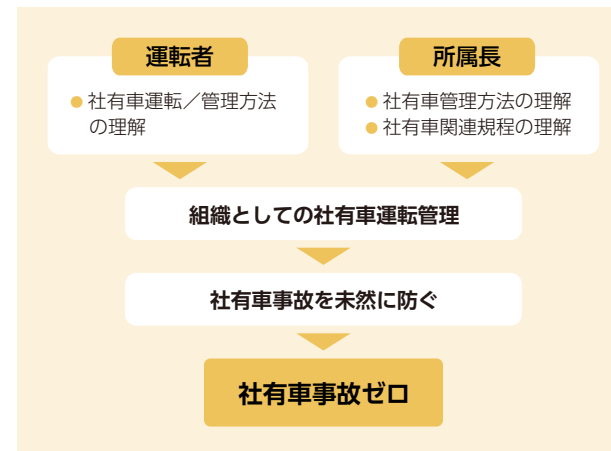 運転者
● 社有車運転／管理方法
の理解
所属長
● 社有車管理方法の理解
● 社有車関連規程の理解
組織としての社有車運転管理
社有車事故を未然に防ぐ
社有車事故ゼロ